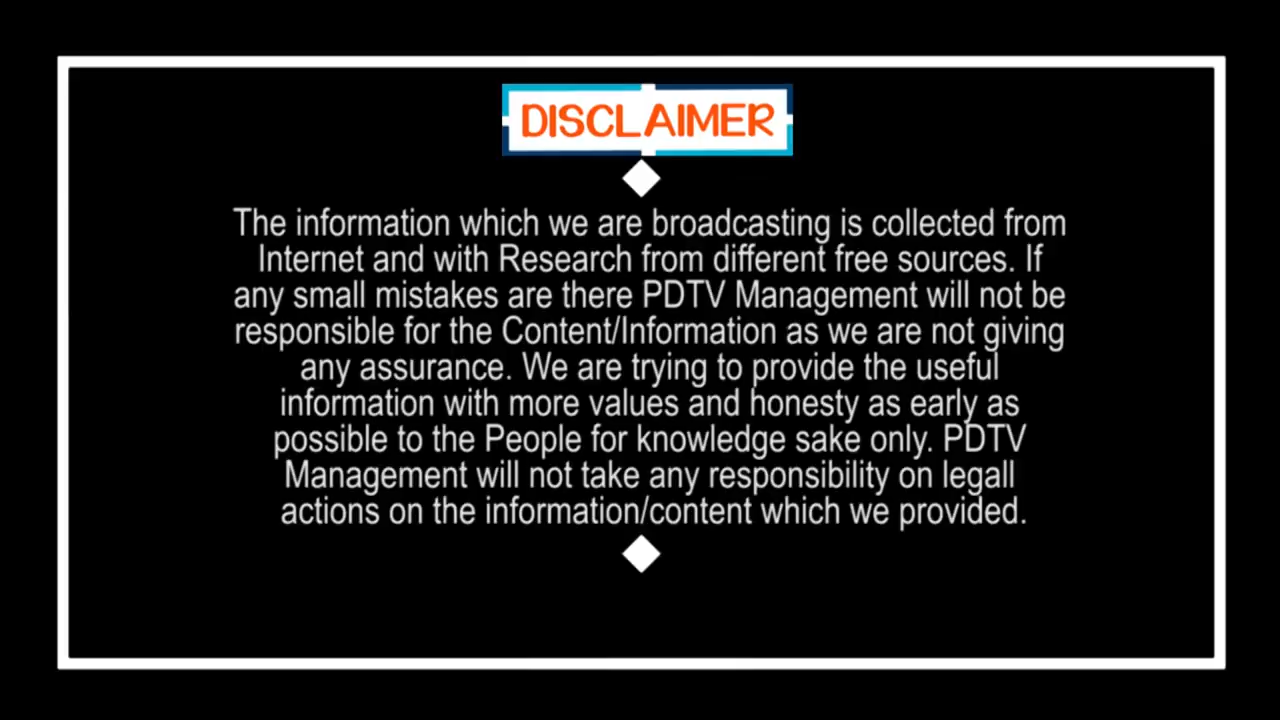 DISCLAIMER
The information which we are broadcasting is collected from
Internet and with Research from different free sources. If
any small mistakes are there PDTV Management will not be
responsible for the Content/Information as we are not giving
any assurance. We are trying to provide the useful
information with more values and honesty as early as
possible to the People for knowledge sake only. PDTV
Management will not take any responsibility on legall
actions on the information/content which we provided.